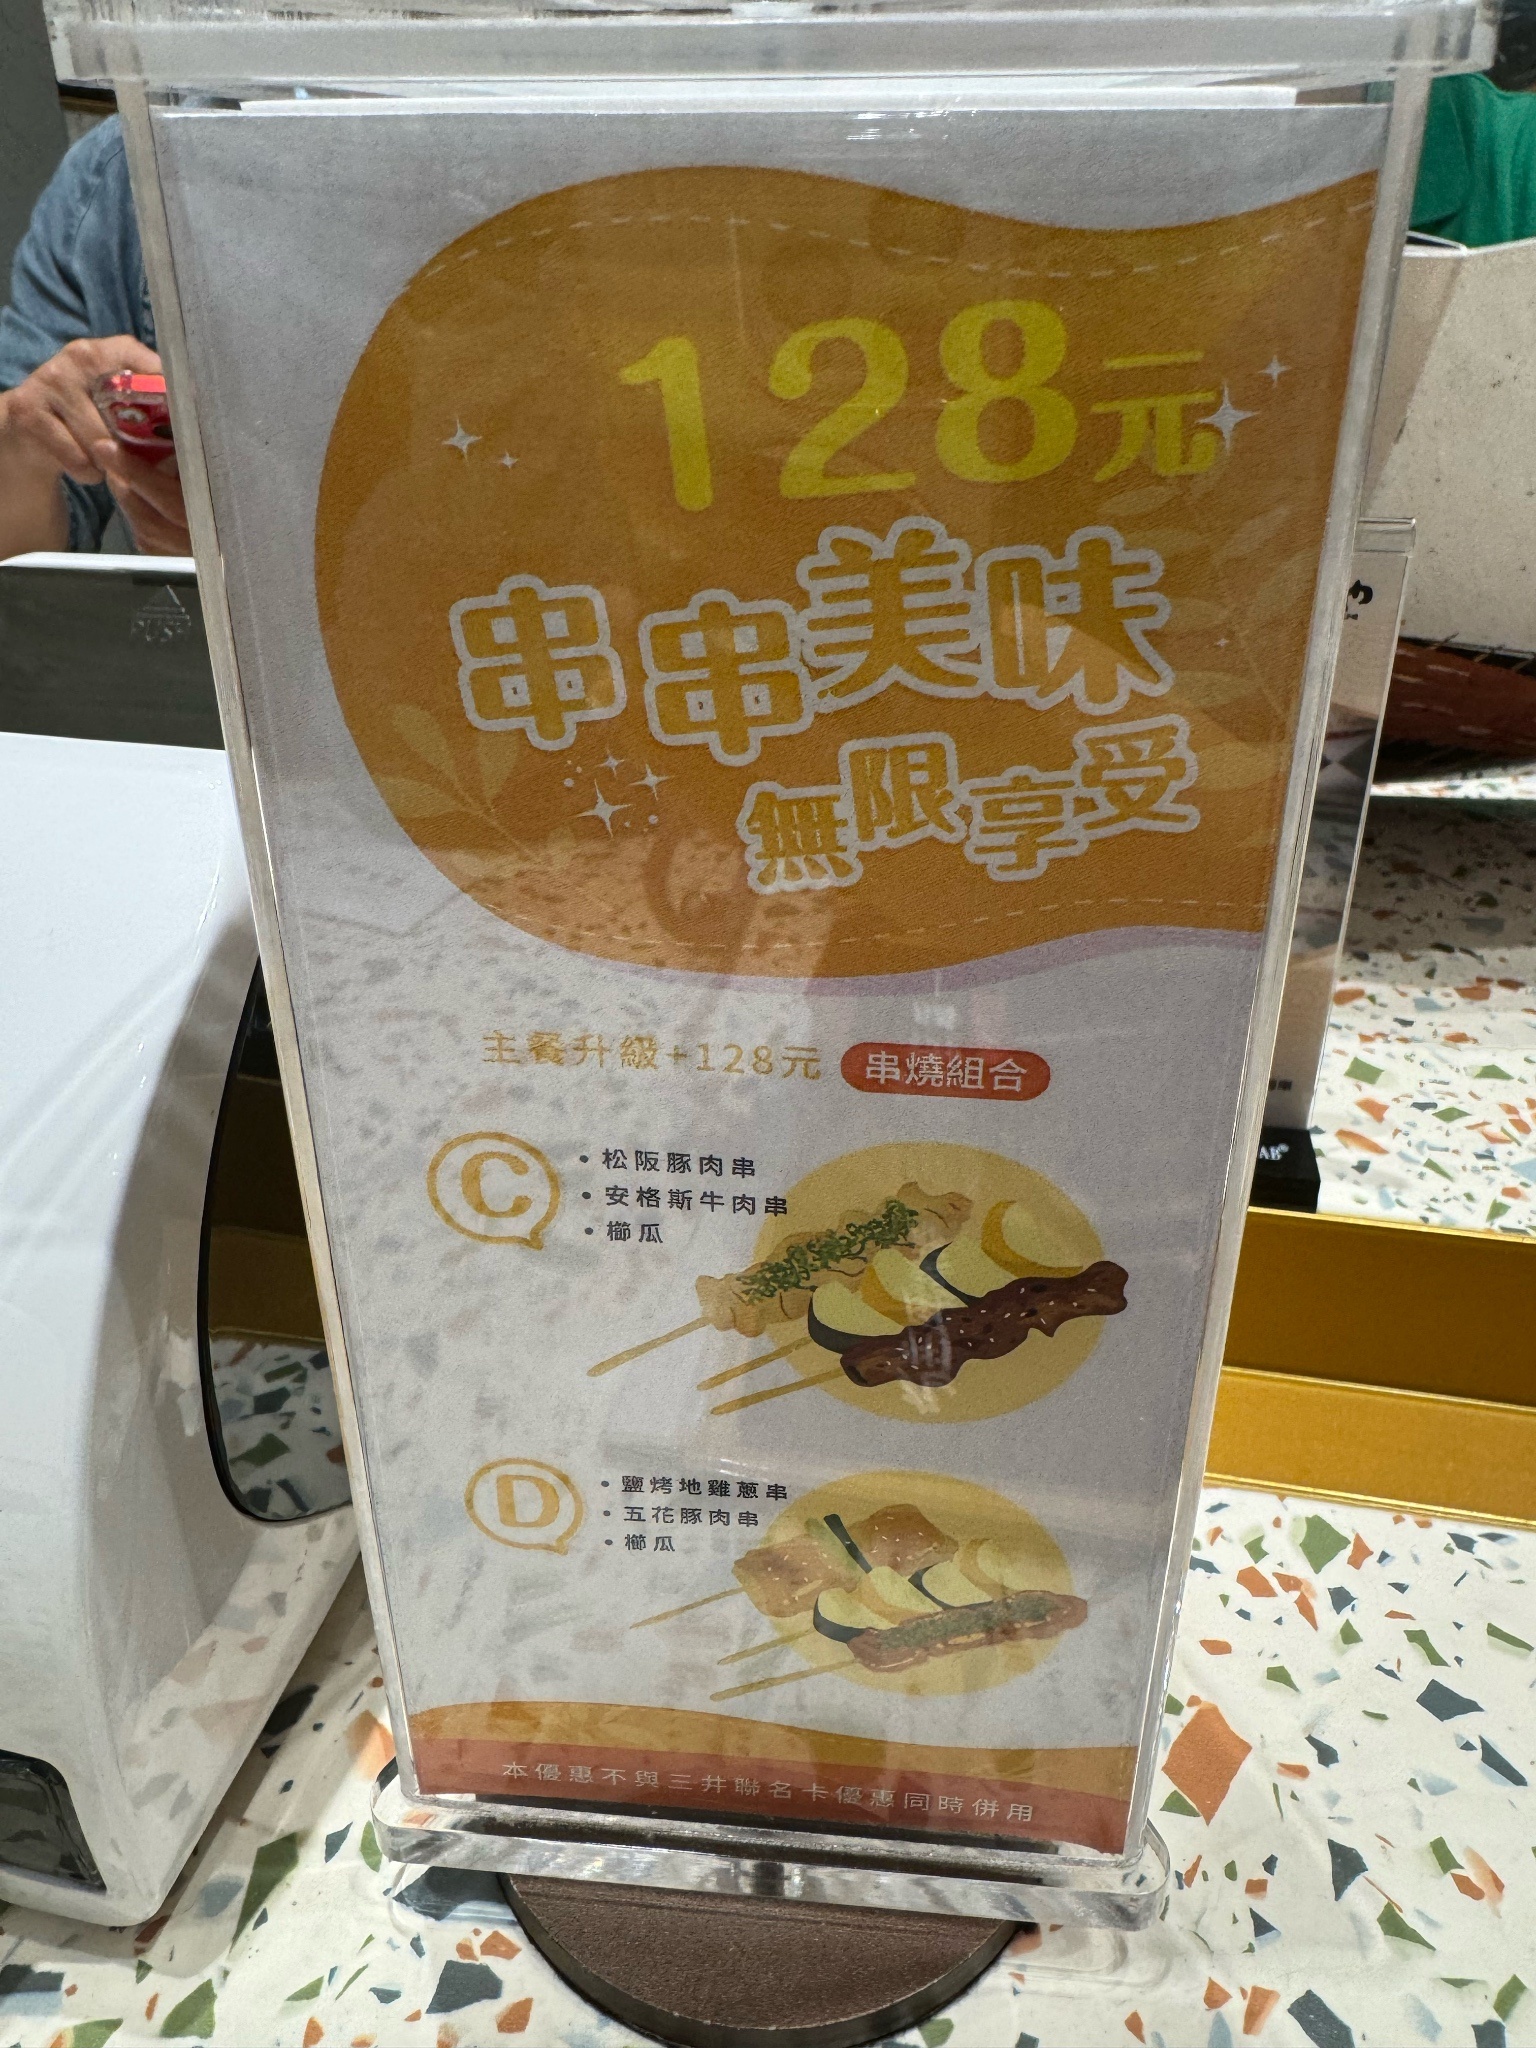 128元
串串美味
無限享受
主餐升級+128元 串燒組合
C
• 松阪豚肉串
• 安格斯牛肉串
• 櫛瓜
D
• 鹽烤地雞蔥串
• 五花豚肉串
• 櫛瓜
本優惠不與三井聯名卡優惠同時併用
PUSH